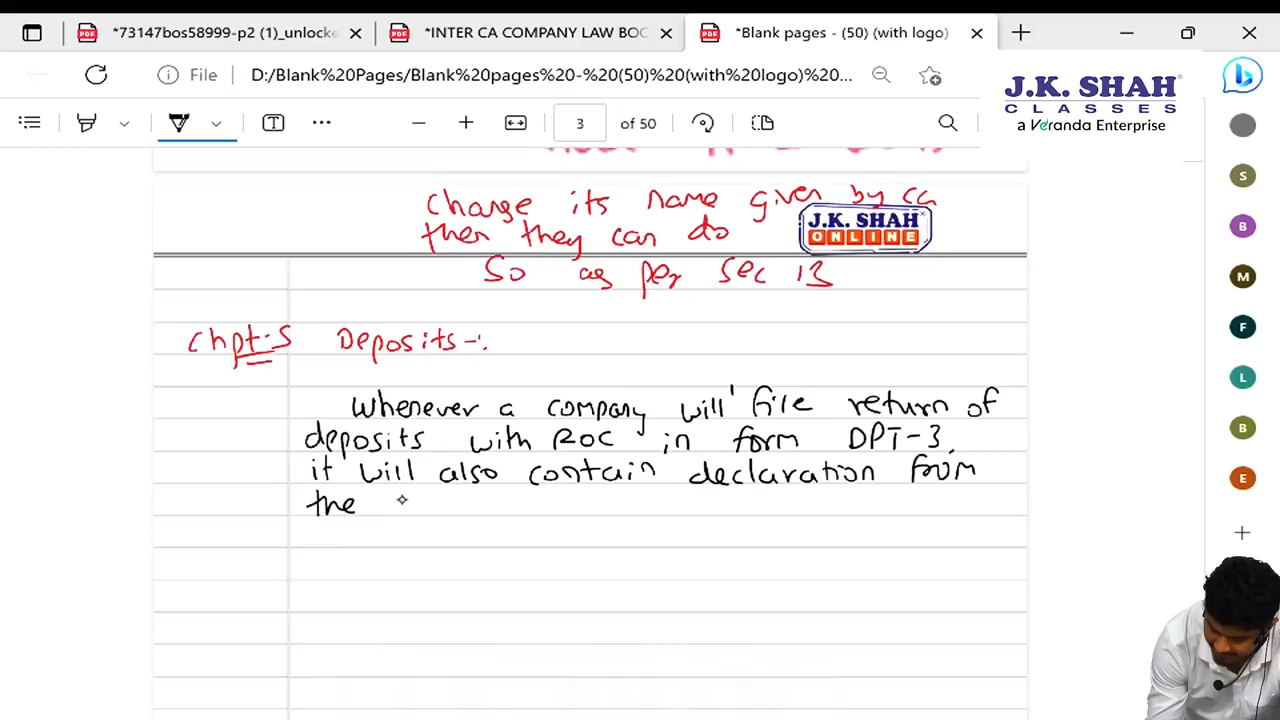 *73147bos58999-p2 (1)_unlocke
*INTER CA COMPANY LAW BOC
*Blank pages - (50) (with logo)
File
D:/Blank%20Pages/Blank%20pages%20-%20(50)%20(with%20logo)%20...
3
of 50
J.K. SHAH
CLASSES
a Veranda Enterprise
S
B
M
F
L
B
E
Change its name given by CG
then they can do
J.K. SHAH
ONLINE
So as per Sec 13
Chpt-5 Deposits -:
Whenever a company will file return of
deposits with ROC in form DPT-3,
it will also contain declaration from
the